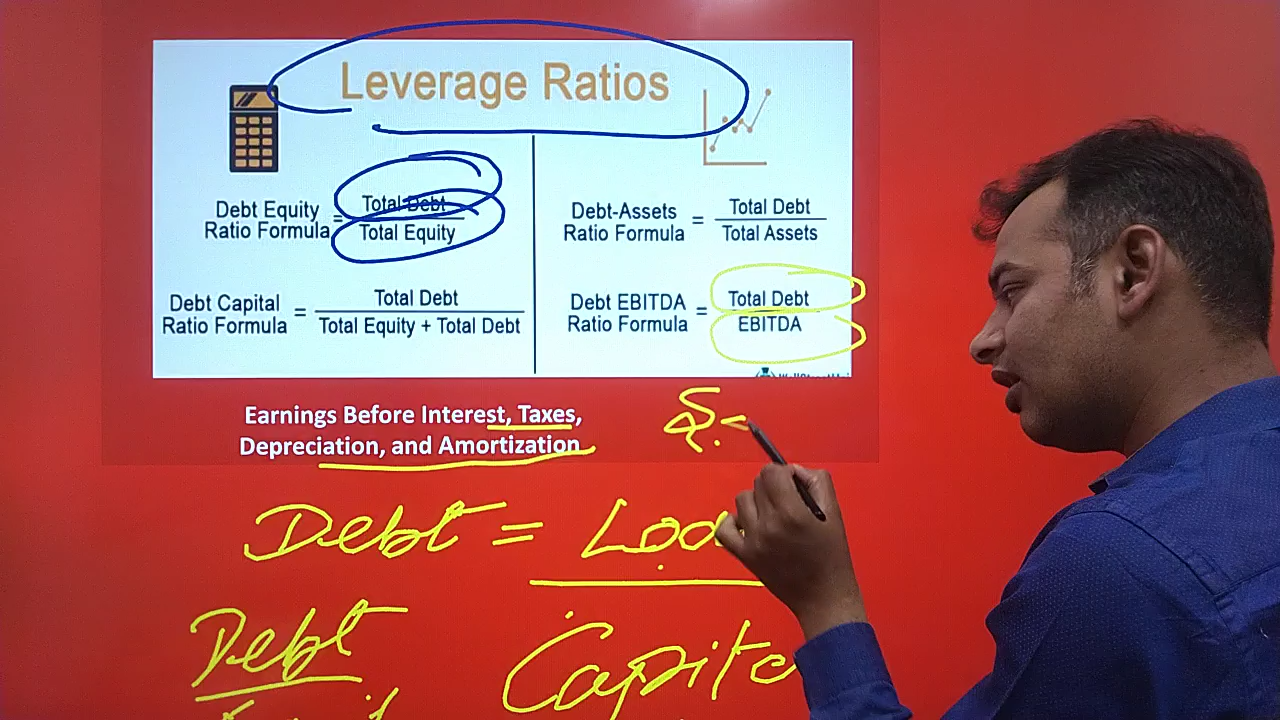 Leverage Ratios
Debt Equity
Ratio Formula = Total Debt
Total Equity
Debt-Assets
Ratio Formula = Total Debt
Total Assets
Debt Capital
Ratio Formula = Total Debt
Total Equity + Total Debt
Debt EBITDA
Ratio Formula = Total Debt
EBITDA
Earnings Before Interest, Taxes,
Depreciation, and Amortization
Debt =
Debt